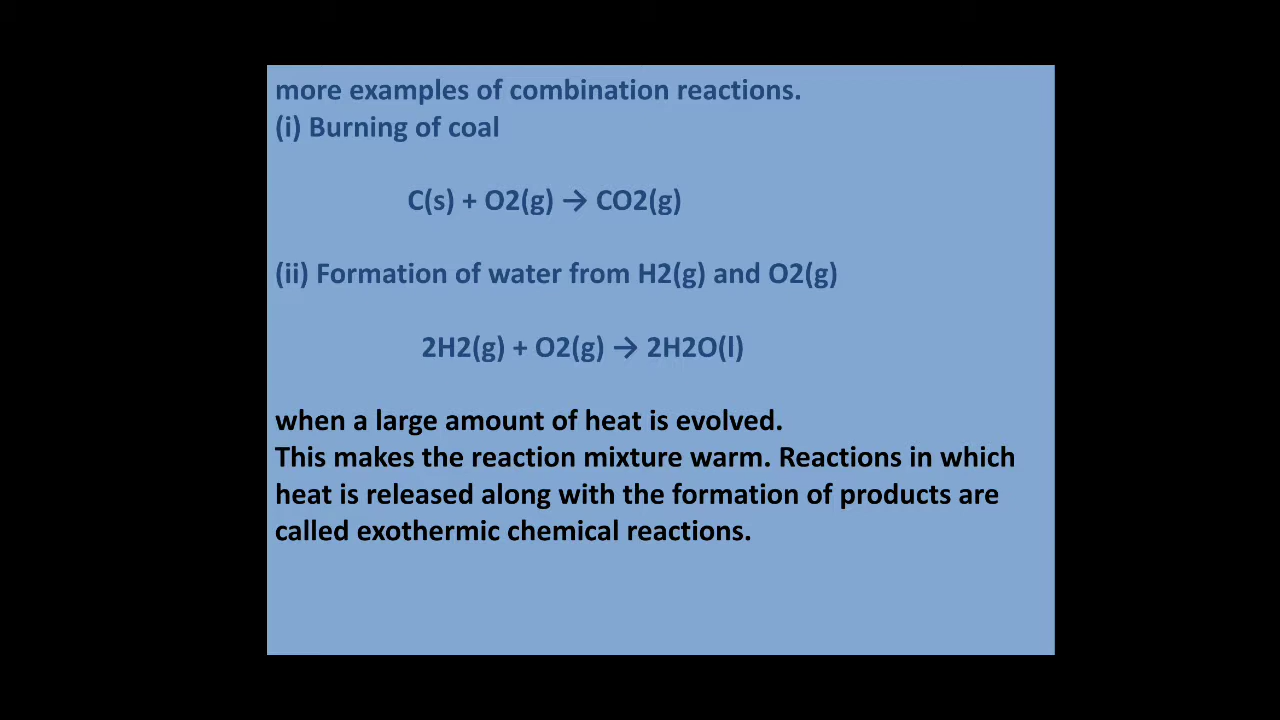 more examples of combination reactions.
(i) Burning of coal
C(s) + O2(g) → CO2(g)
(ii) Formation of water from H2(g) and O2(g)
2H2(g) + O2(g) → 2H2O(l)
when a large amount of heat is evolved.
This makes the reaction mixture warm. Reactions in which
heat is released along with the formation of products are
called exothermic chemical reactions.